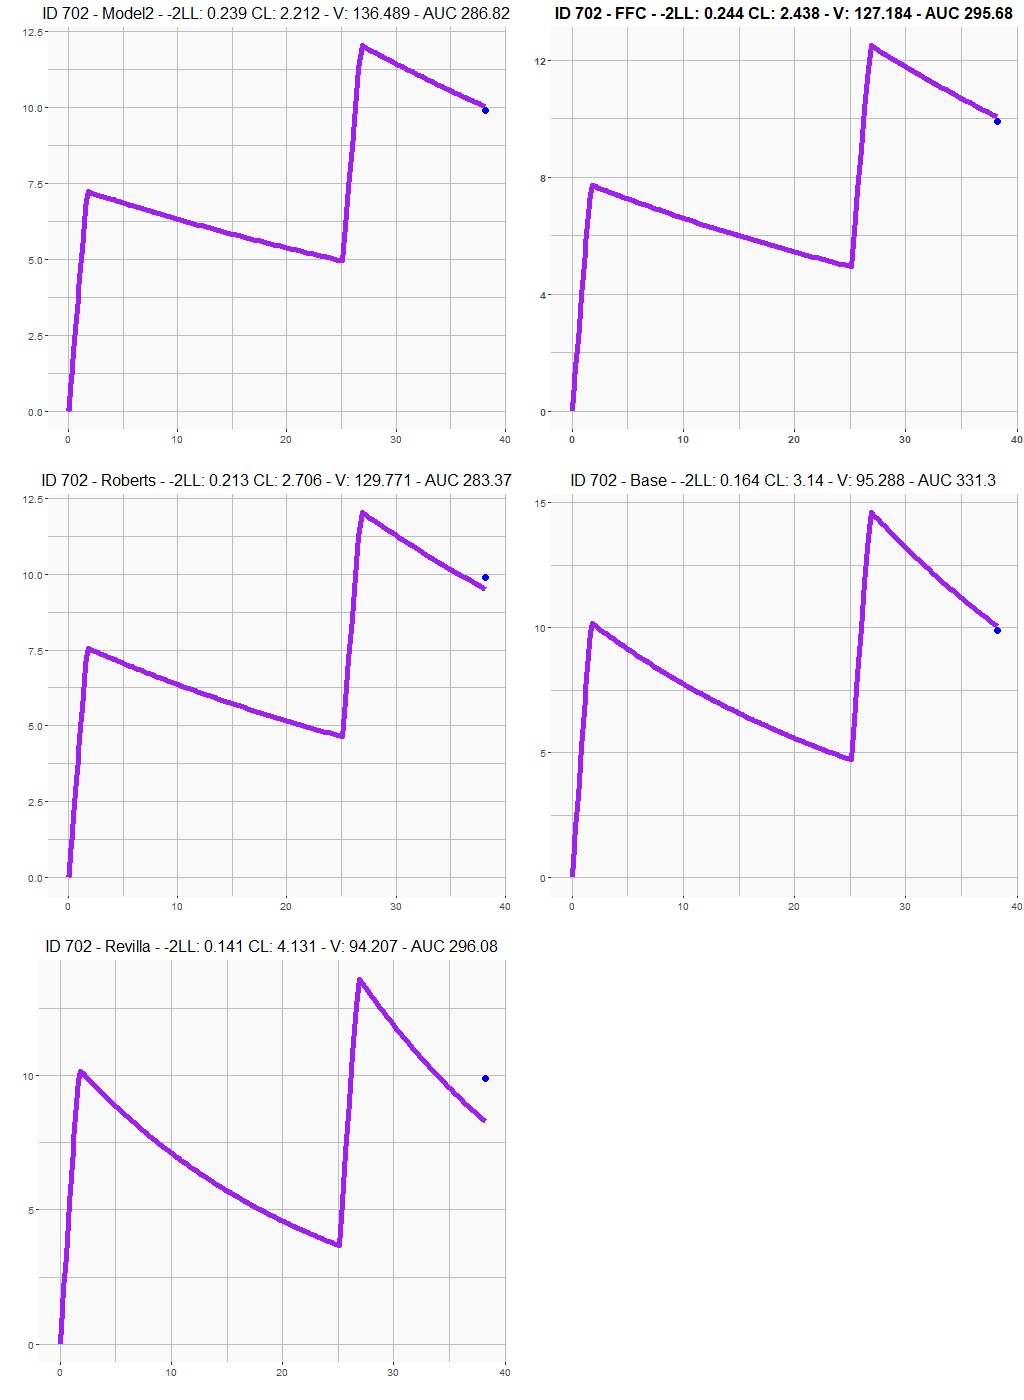 ID 702 - Model2 - -2LL: 0.239 CL: 2.212 - V: 136.489 - AUC 286.82
12.5
10.0
7.5
5.0
2.5
0.0
0 10 20 30 40
ID 702 - FFC - -2LL: 0.244 CL: 2.438 - V: 127.184 - AUC 295.68
12
8
4
0
0 10 20 30 40
ID 702 - Roberts - -2LL: 0.213 CL: 2.706 - V: 129.771 - AUC 283.37
12.5
10.0
7.5
5.0
2.5
0.0
0 10 20 30 40
ID 702 - Base - -2LL: 0.164 CL: 3.14 - V: 95.288 - AUC 331.3
15
10
5
0
0 10 20 30 40
ID 702 - Revilla - -2LL: 0.141 CL: 4.131 - V: 94.207 - AUC 296.08
10
5
0
0 10 20 30 40